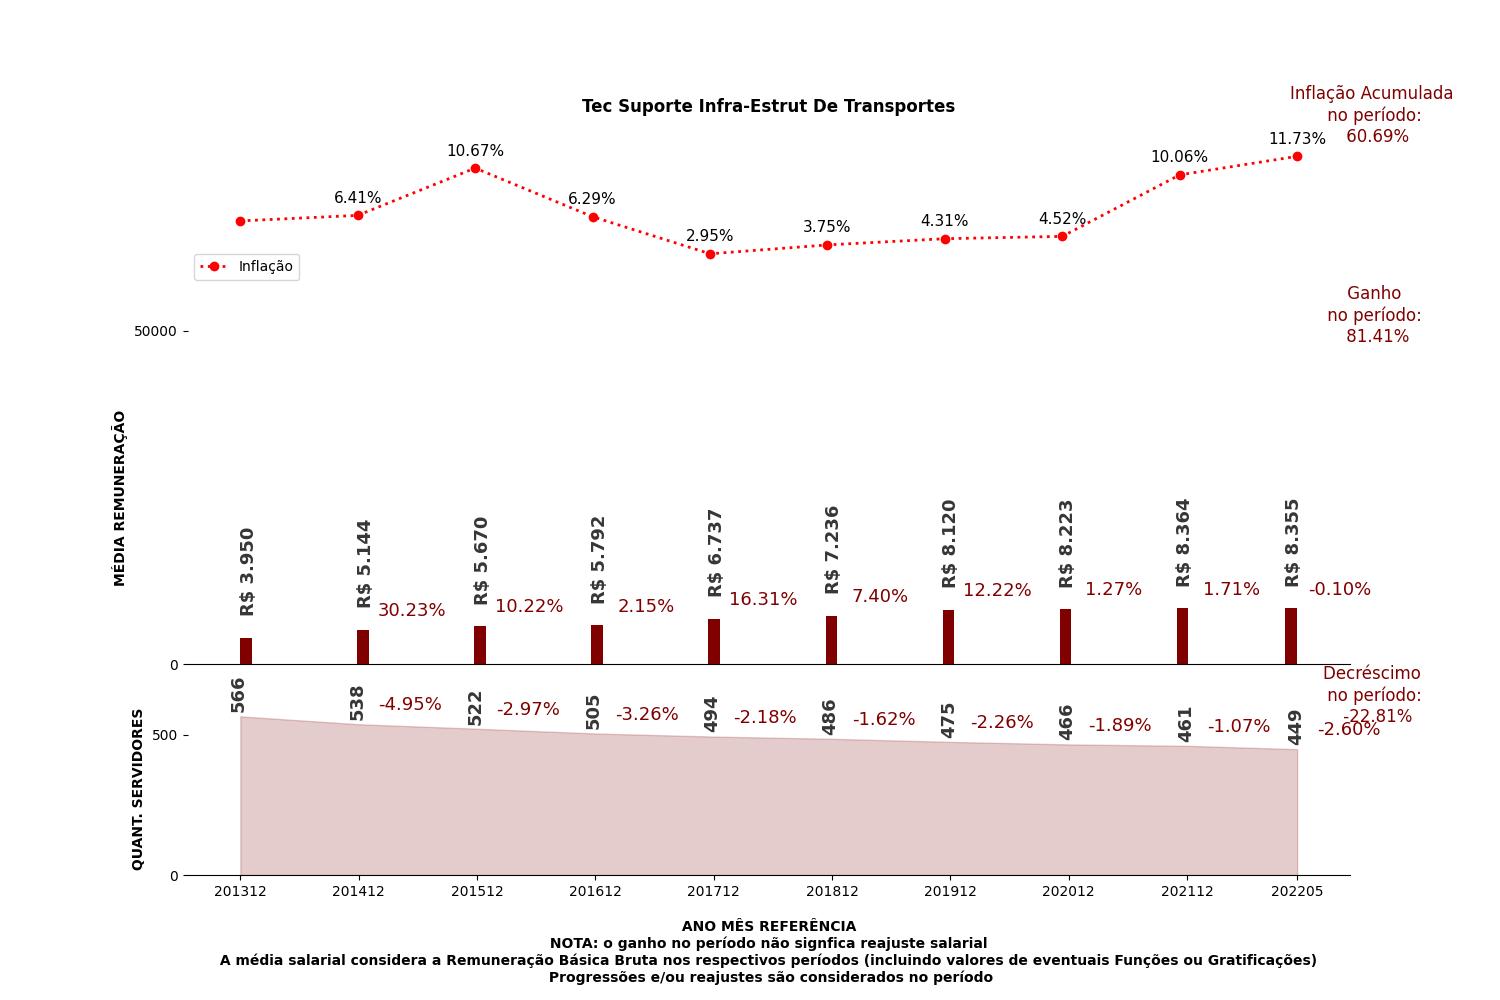 Tec Suporte Infra-Estrut De Transportes
Inflação Acumulada
no período:
60.69%
6.41%
10.67%
6.29%
2.95%
3.75%
4.31%
4.52%
10.06%
11.73%
Inflação
Ganho
no período:
81.41%
50000
0
MÉDIA REMUNERAÇÃO
R$ 3.950
R$ 5.144
R$ 5.670
R$ 5.792
R$ 6.737
R$ 7.236
R$ 8.120
R$ 8.223
R$ 8.364
R$ 8.355
30.23%
10.22%
2.15%
16.31%
7.40%
12.22%
1.27%
1.71%
-0.10%
Decréscimo
no período:
-22.81%
566
538
522
505
494
486
475
466
461
449
-4.95%
-2.97%
-3.26%
-2.18%
-1.62%
-2.26%
-1.89%
-1.07%
-2.60%
500
0
QUANT. SERVIDORES
201312
201412
201512
201612
201712
201812
201912
202012
202112
202205
ANO MÊS REFERÊNCIA
NOTA: o ganho no período não signfica reajuste salarial
A média salarial considera a Remuneração Básica Bruta nos respectivos períodos (incluindo valores de eventuais Funções ou Gratificações)
Progressões e/ou reajustes são considerados no período